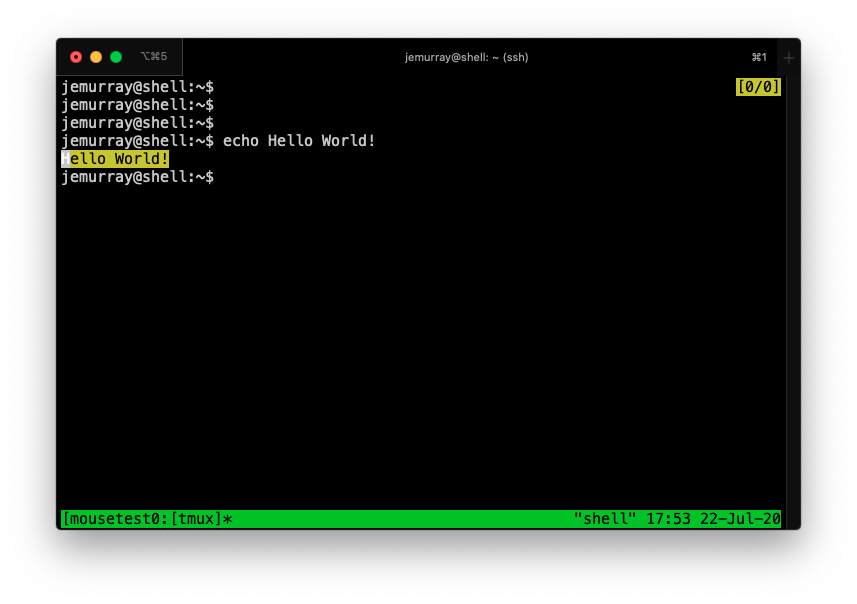 ⌥⌘5 jemurray@shell: ~ (ssh) ⌘1 +
jemurray@shell:~$ [0/0]
jemurray@shell:~$
jemurray@shell:~$
jemurray@shell:~$ echo Hello World!
Hello World!
jemurray@shell:~$
[mousetest0:[tmux]* "shell" 17:53 22-Jul-20